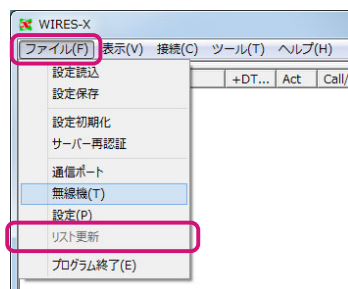 WIRES-X
ファイル(F) 表示(V) 接続(C) ツール(T) ヘルプ(H)
+DT... Act Call/
設定読込
設定保存
設定初期化
サーバー再認証
通信ポート
無線機(T)
設定(P)
リスト更新
プログラム終了(E)